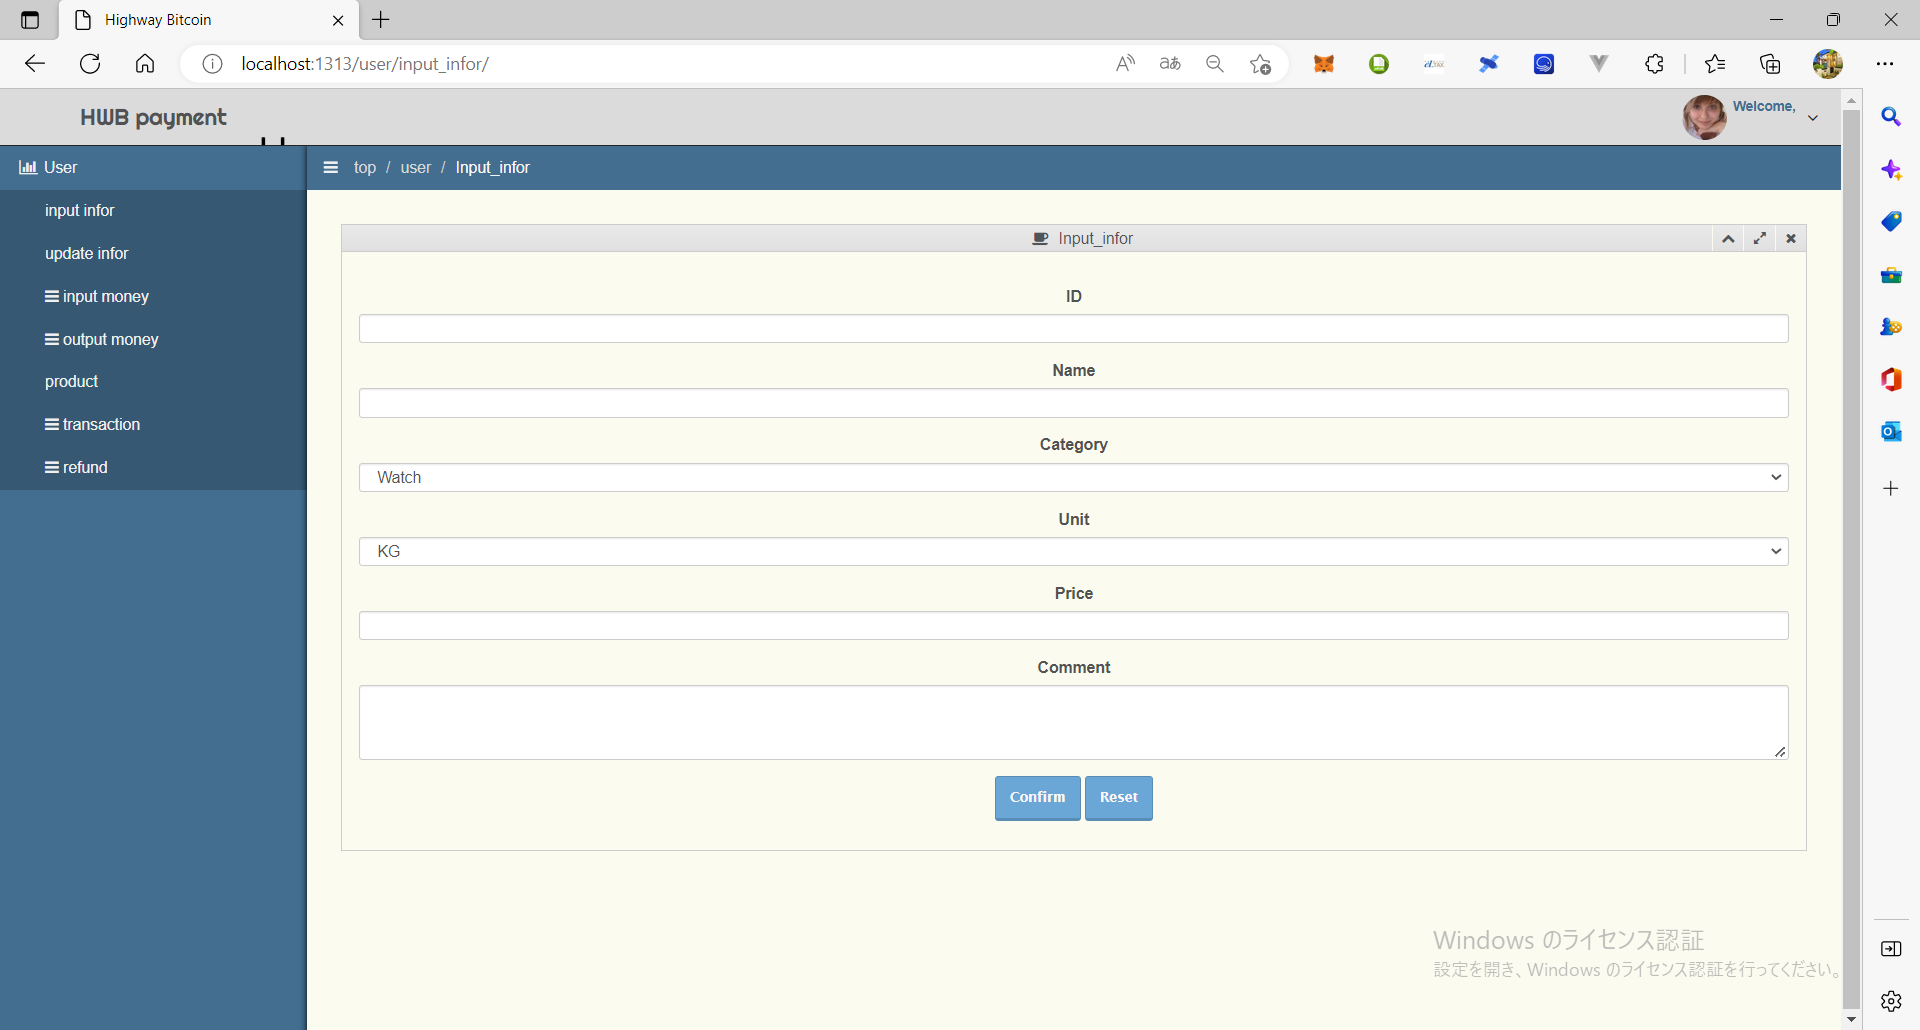 Highway Bitcoin
localhost:1313/user/input_infor/
HWB payment
Welcome,
User
top / user / Input_infor
input infor
update infor
input money
output money
product
transaction
refund
Input_infor
ID
Name
Category
Watch
Unit
KG
Price
Comment
Confirm Reset
Windows のライセンス認証
設定を開き、Windows のライセンス認証を行ってください。